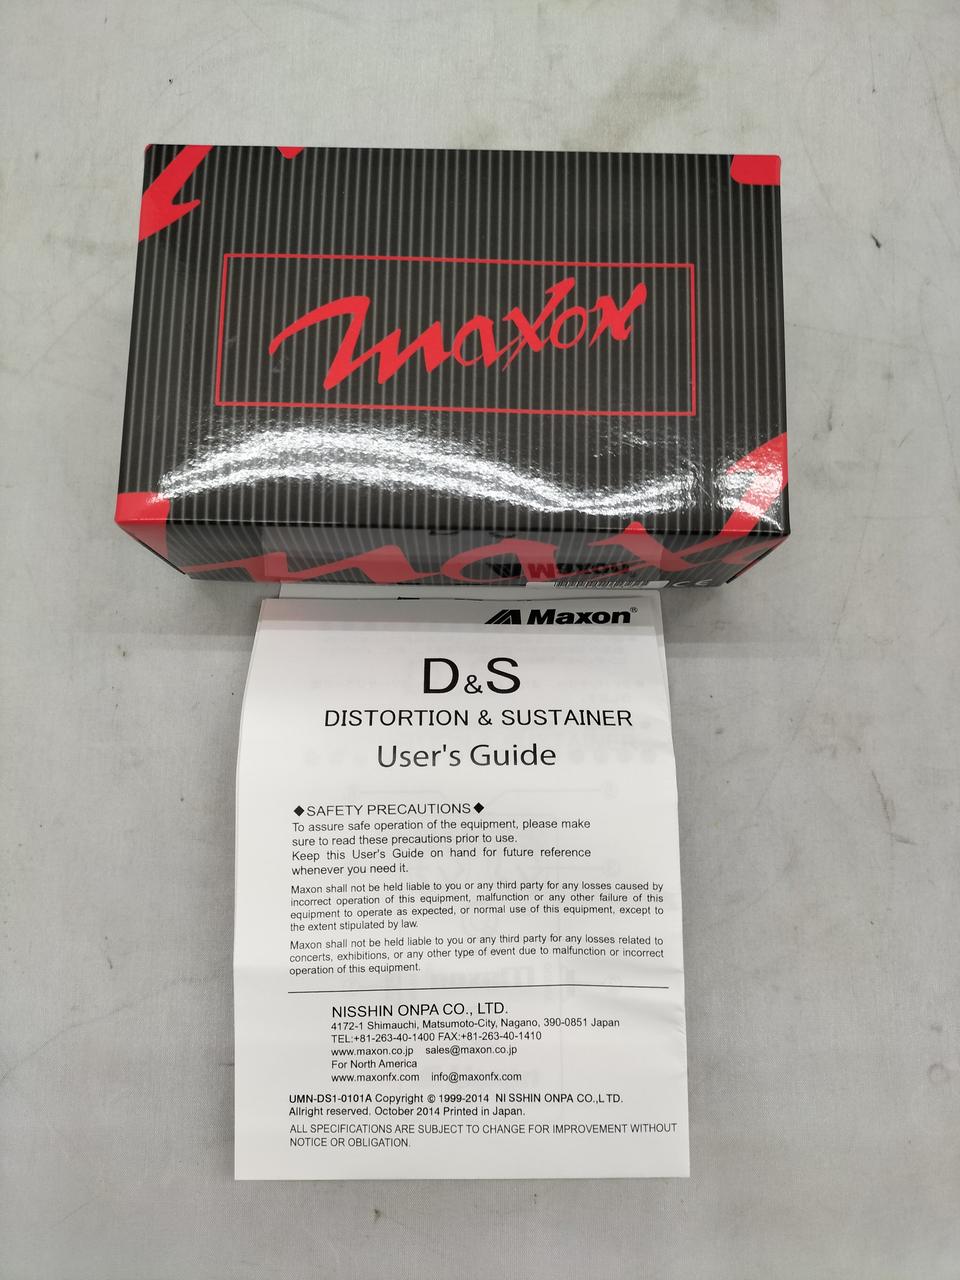 maxon
CE
Maxon®
D&S
DISTORTION & SUSTAINER
User's Guide
◆SAFETY PRECAUTIONS◆
To assure safe operation of the equipment, please make
sure to read these precautions prior to use.
Keep this User's Guide on hand for future reference
whenever you need it.
Maxon shall not be held liable to you or any third party for any losses caused by
incorrect operation of this equipment, malfunction or any other failure of this
equipment to operate as expected, or normal use of this equipment, except to
the extent stipulated by law.
Maxon shall not be held liable to you or any third party for any losses related to
concerts, exhibitions, or any other type of event due to malfunction or incorrect
operation of this equipment.
NISSHIN ONPA CO., LTD.
4172-1 Shimauchi, Matsumoto-City, Nagano, 390-0851 Japan
TEL:+81-263-40-1400 FAX:+81-263-40-1410
www.maxon.co.jp sales@maxon.co.jp
For North America
www.maxonfx.com info@maxonfx.com
UMN-DS1-0101A Copyright © 1999-2014 NISSHIN ONPA CO.,LTD.
Allright reserved. October 2014 Printed in Japan.
ALL SPECIFICATIONS ARE SUBJECT TO CHANGE FOR IMPROVEMENT WITHOUT
NOTICE OR OBLIGATION.